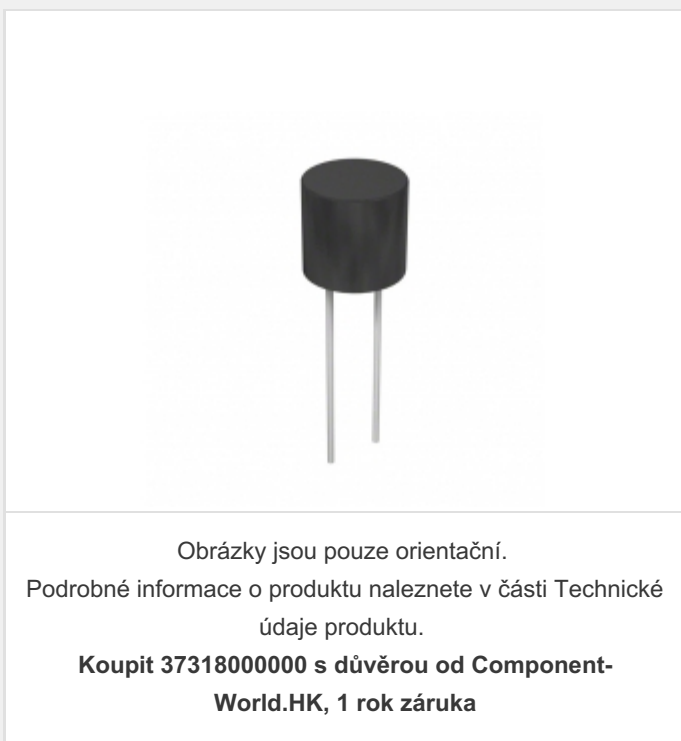 Obrázky jsou pouze orientační.
Podrobné informace o produktu naleznete v části Technické
údaje produktu.
Koupit 37318000000 s důvěrou od Component-
World.HK, 1 rok záruka